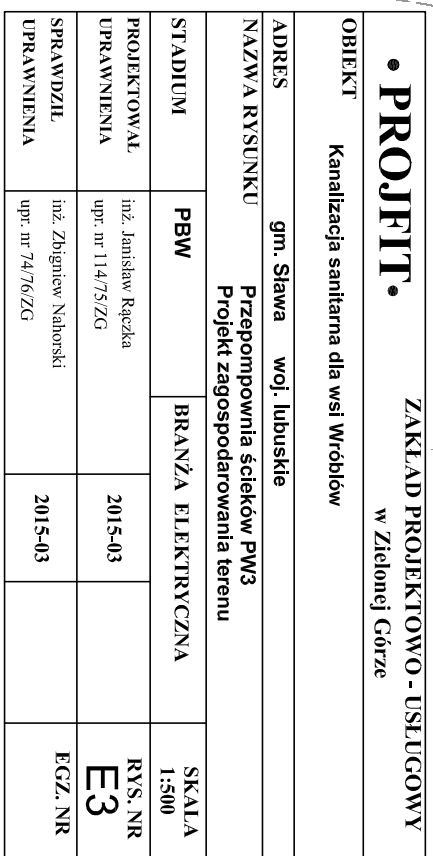 • PROJFIT•
ZAKŁAD PROJEKTOWO - USŁUGOWY
w Zielonej Górze
OBIEKT
Kanalizacja sanitarna dla wsi Wróblów
ADRES
gm. Sława woj. lubuskie
NAZWA RYSUNKU
Przepompownia ścieków PW3
Projekt zagospodarowania terenu
STADIUM
PBW
BRANŻA ELEKTRYCZNA
SKALA
1:500
PROJEKTOWAŁ
UPRAWNIENIA
inż. Janisław Rączka
upr. nr 114/75/ZG
2015-03
RYS. NR
E3
SPRAWDZIŁ
UPRAWNIENIA
inż. Zbigniew Nahorski
upr. nr 74/76/ZG
2015-03
EGZ. NR